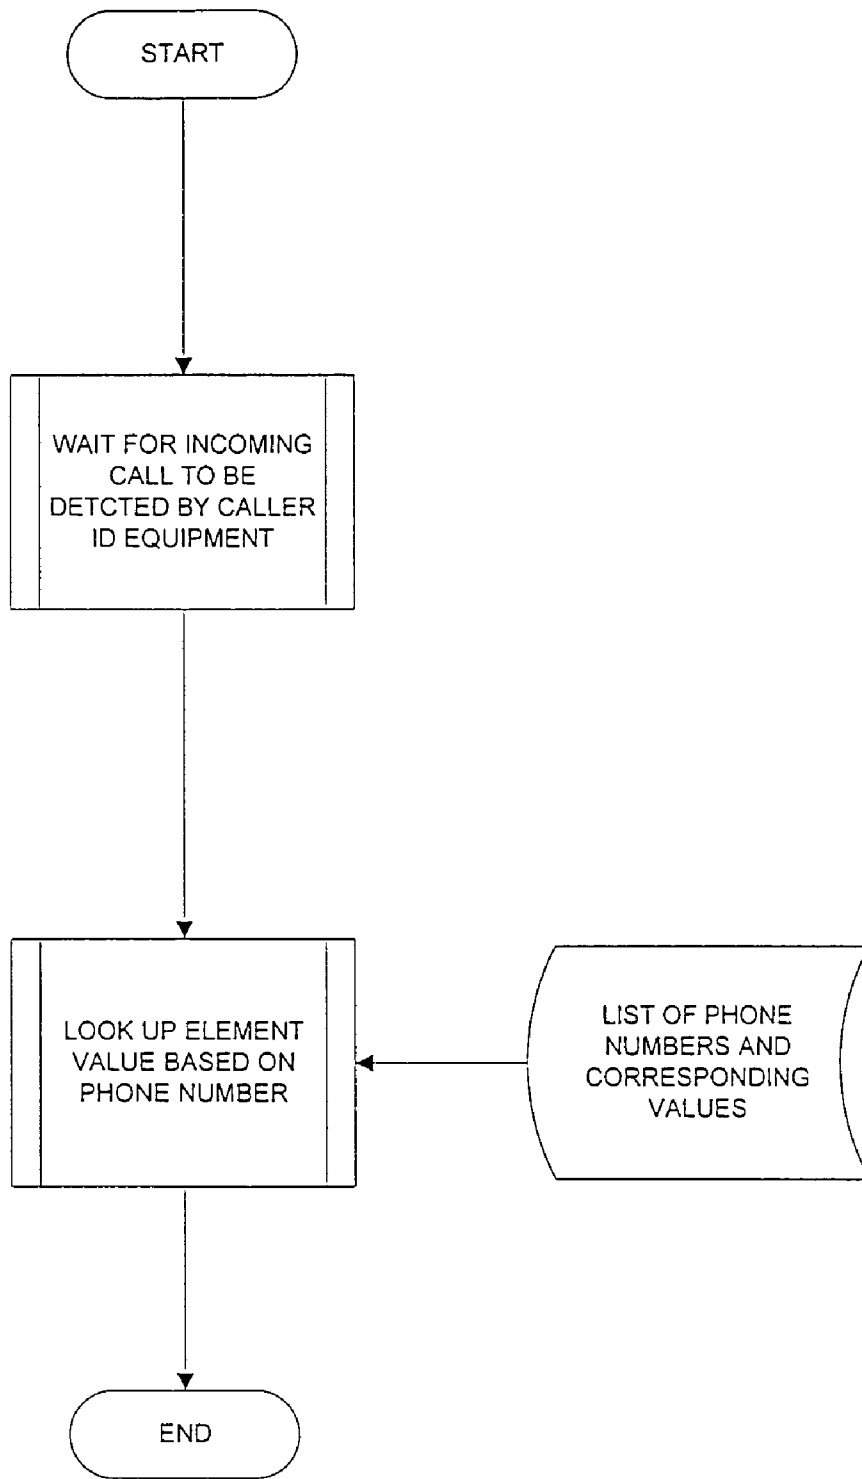 START
WAIT FOR INCOMING
CALL TO BE
DETCTED BY CALLER
ID EQUIPMENT
LOOK UP ELEMENT
VALUE BASED ON
PHONE NUMBER
LIST OF PHONE
NUMBERS AND
CORRESPONDING
VALUES
END